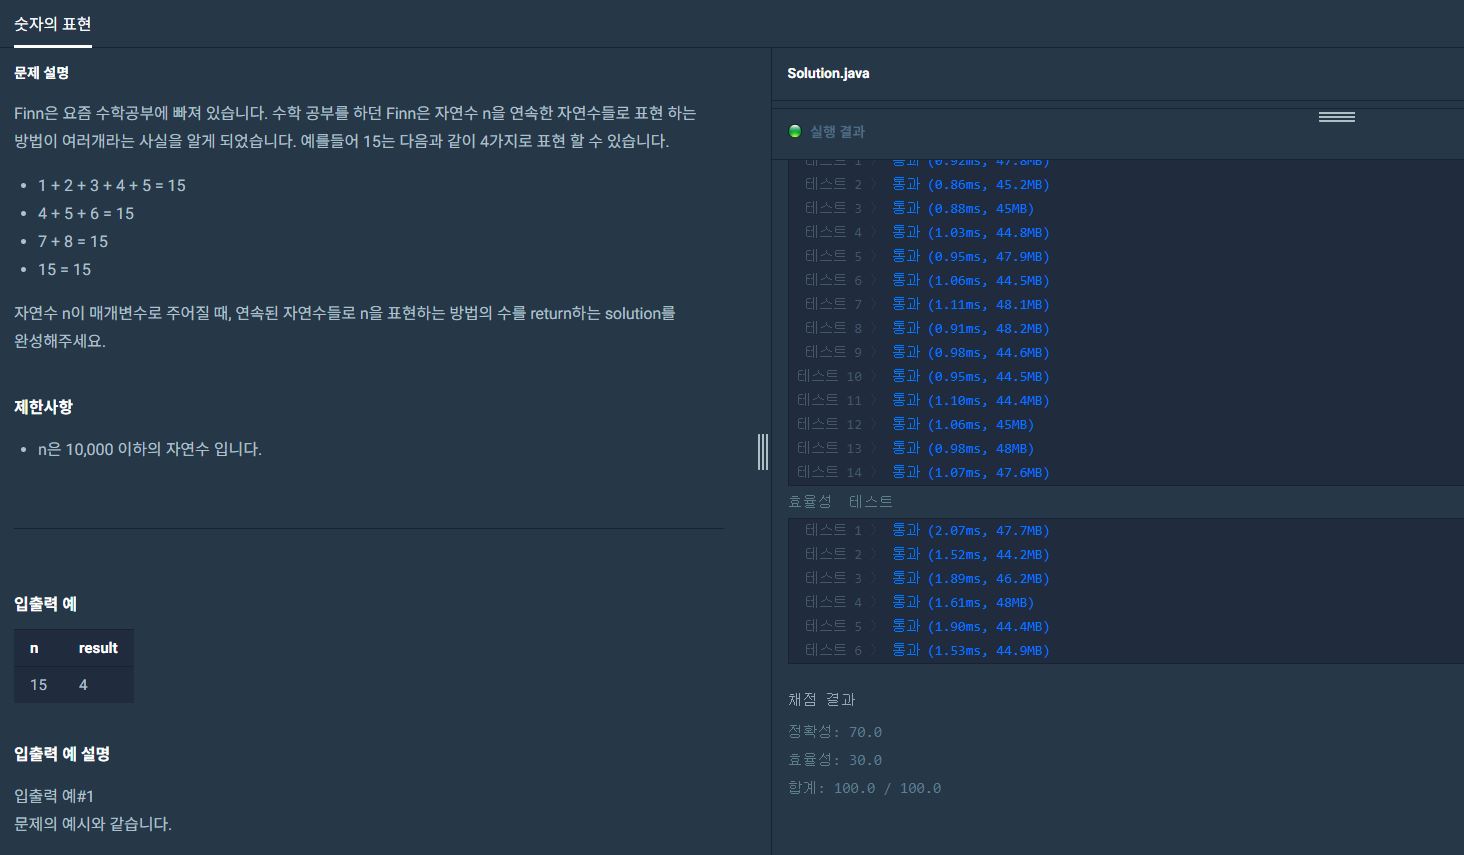 숫자의 표현
문제 설명
Finn은 요즘 수학공부에 빠져 있습니다. 수학 공부를 하던 Finn은 자연수 n을 연속한 자연수들로 표현 하는
방법이 여러개라는 사실을 알게 되었습니다. 예를들어 15는 다음과 같이 4가지로 표현 할 수 있습니다.
• 1 + 2 + 3 + 4 + 5 = 15
• 4 + 5 + 6 = 15
• 7 + 8 = 15
• 15 = 15
자연수 n이 매개변수로 주어질 때, 연속된 자연수들로 n을 표현하는 방법의 수를 return하는 solution를
완성해주세요.
제한사항
• n은 10,000 이하의 자연수 입니다.
입출력 예
n result
15 4
입출력 예 설명
입출력 예#1
문제의 예시와 같습니다.
Solution.java
실행 결과
테스트 1 〉 통과 (0.92ms, 47.8MB)
테스트 2 〉 통과 (0.86ms, 45.2MB)
테스트 3 〉 통과 (0.88ms, 45MB)
테스트 4 〉 통과 (1.03ms, 44.8MB)
테스트 5 〉 통과 (0.95ms, 47.9MB)
테스트 6 〉 통과 (1.06ms, 44.5MB)
테스트 7 〉 통과 (1.11ms, 48.1MB)
테스트 8 〉 통과 (0.91ms, 48.2MB)
테스트 9 〉 통과 (0.98ms, 44.6MB)
테스트 10 〉 통과 (0.95ms, 44.5MB)
테스트 11 〉 통과 (1.10ms, 44.4MB)
테스트 12 〉 통과 (1.06ms, 45MB)
테스트 13 〉 통과 (0.98ms, 48MB)
테스트 14 〉 통과 (1.07ms, 47.6MB)
효율성 테스트
테스트 1 〉 통과 (2.07ms, 47.7MB)
테스트 2 〉 통과 (1.52ms, 44.2MB)
테스트 3 〉 통과 (1.89ms, 46.2MB)
테스트 4 〉 통과 (1.61ms, 48MB)
테스트 5 〉 통과 (1.90ms, 44.4MB)
테스트 6 〉 통과 (1.53ms, 44.9MB)
채점 결과
정확성: 70.0
효율성: 30.0
합계: 100.0 / 100.0